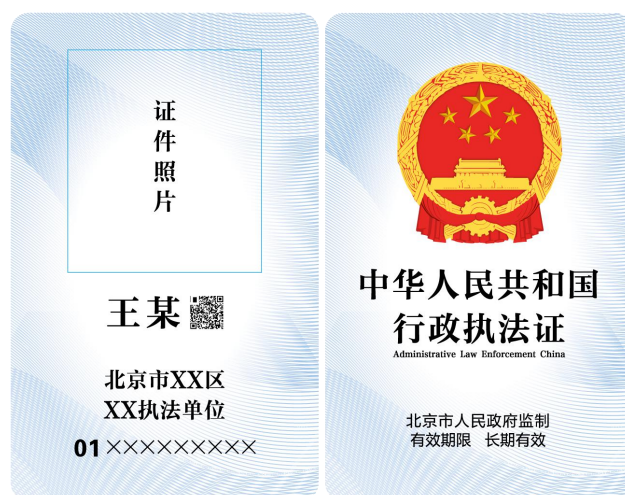 证
件
照
片
王某
北京市XX区
XX执法单位
01×××××××××
中华人民共和国
行政执法证
Administrative Law Enforcement China
北京市人民政府监制
有效期限 长期有效